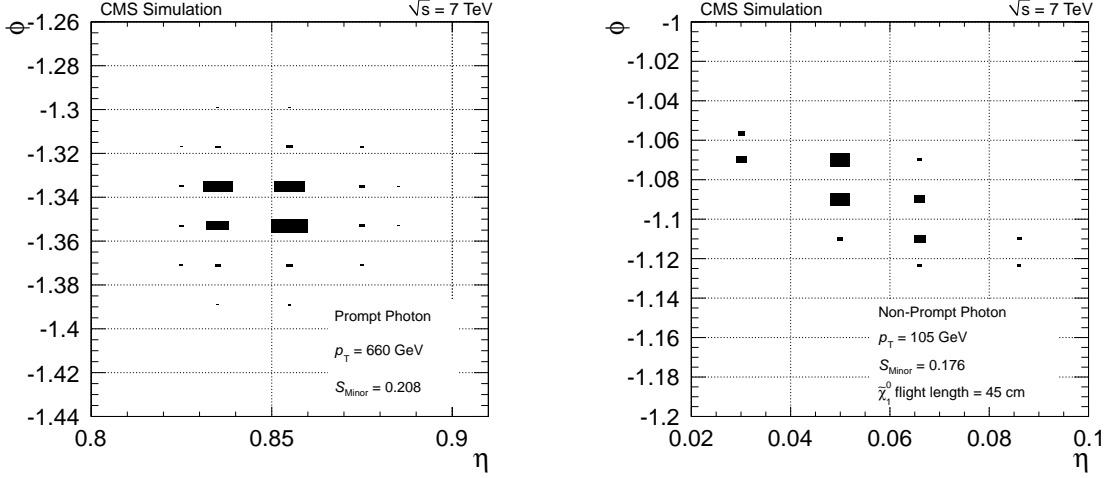 CMS Simulation √s = 7 TeV
ϕ
-1.26
-1.28
-1.3
-1.32
-1.34
-1.36
-1.38
-1.4
-1.42
-1.44
Prompt Photon
pT = 660 GeV
SMinor = 0.208
0.8 0.85 0.9
η
CMS Simulation √s = 7 TeV
ϕ
-1
-1.02
-1.04
-1.06
-1.08
-1.1
-1.12
-1.14
-1.16
-1.18
-1.2
Non-Prompt Photon
pT = 105 GeV
SMinor = 0.176
χ̃⁰₁ flight length = 45 cm
0.02 0.04 0.06 0.08 0.1
η